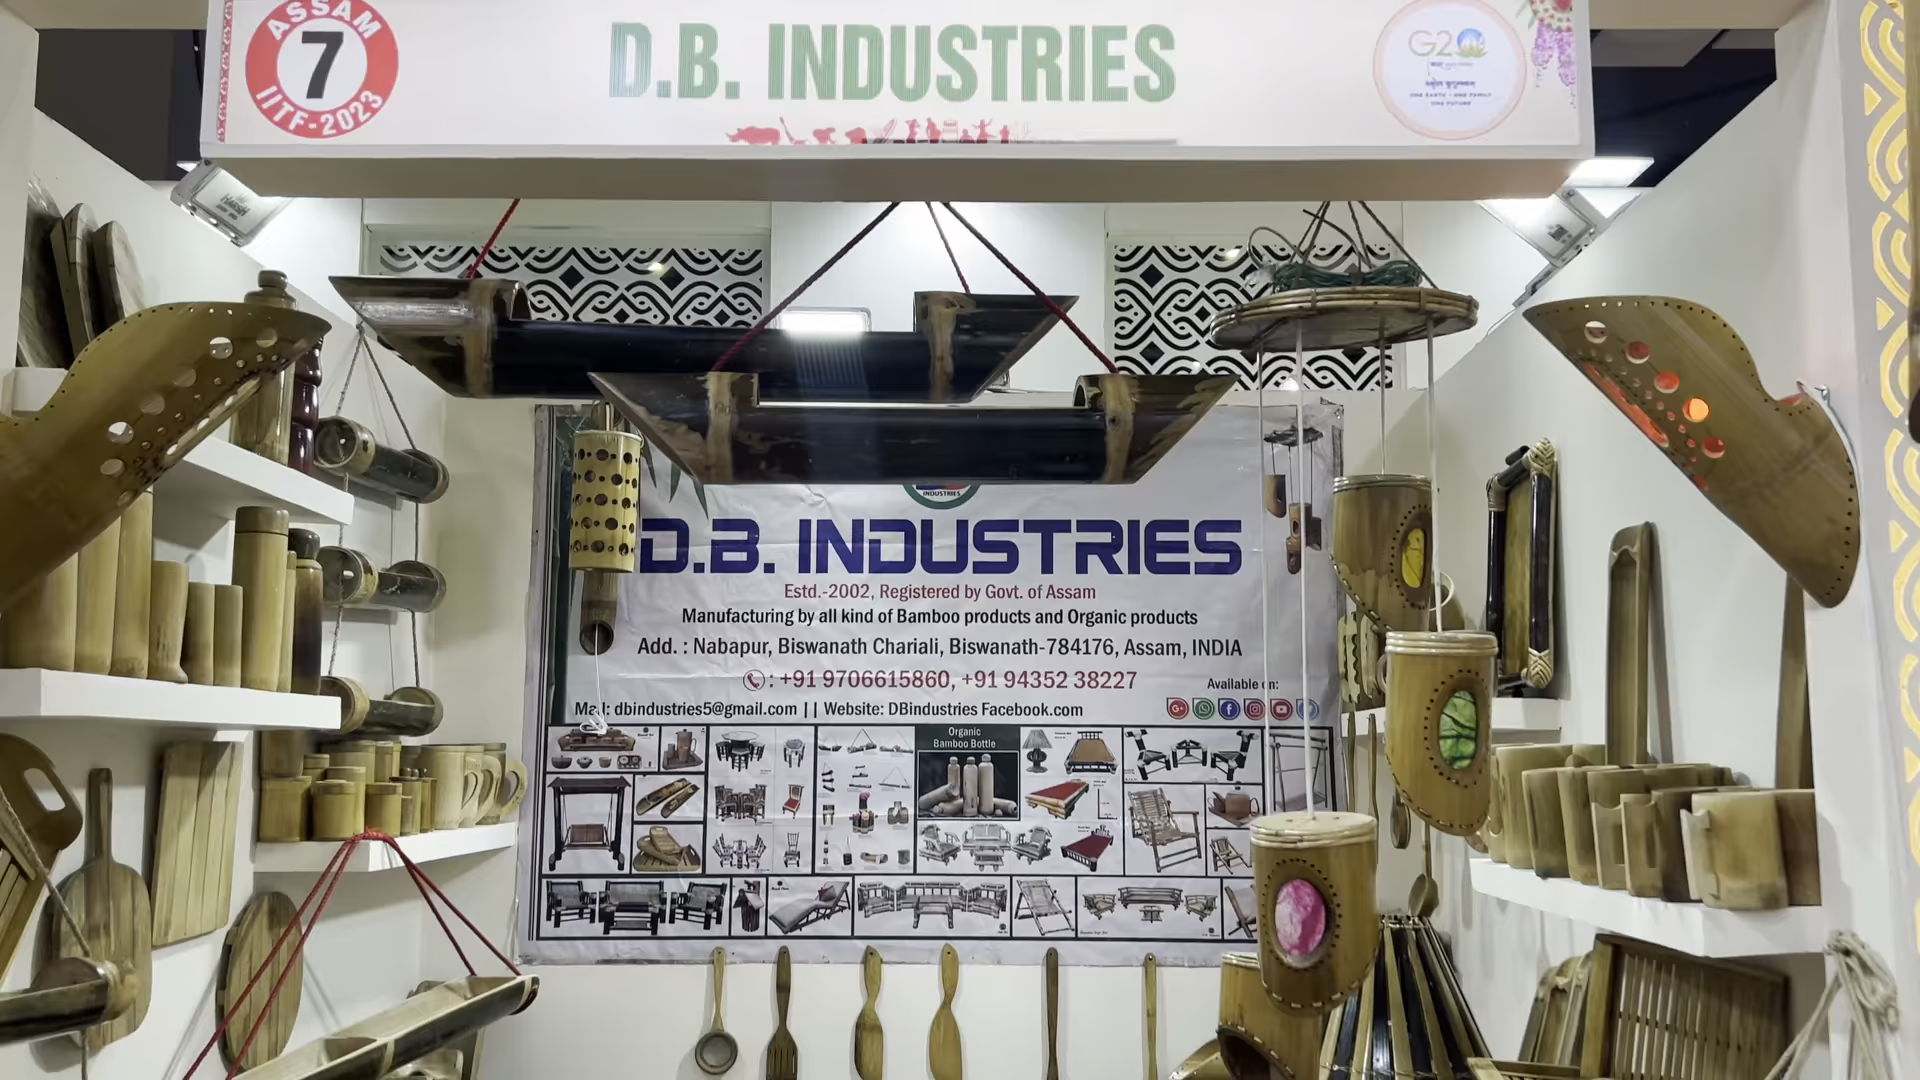 ASSAM
7
IITF-2023
D.B. INDUSTRIES
G20
ONE EARTH • ONE FAMILY
ONE FUTURE
INDUSTRIES
D.B. INDUSTRIES
Estd.-2002, Registered by Govt. of Assam
Manufacturing by all kind of Bamboo products and Organic products
Add. : Nabapur, Biswanath Chariali, Biswanath-784176, Assam, INDIA
: +91 9706615860, +91 94352 38227
Available on:
Mail: dbindustries5@gmail.com || Website: DBindustries Facebook.com
Organic
Bamboo Bottle